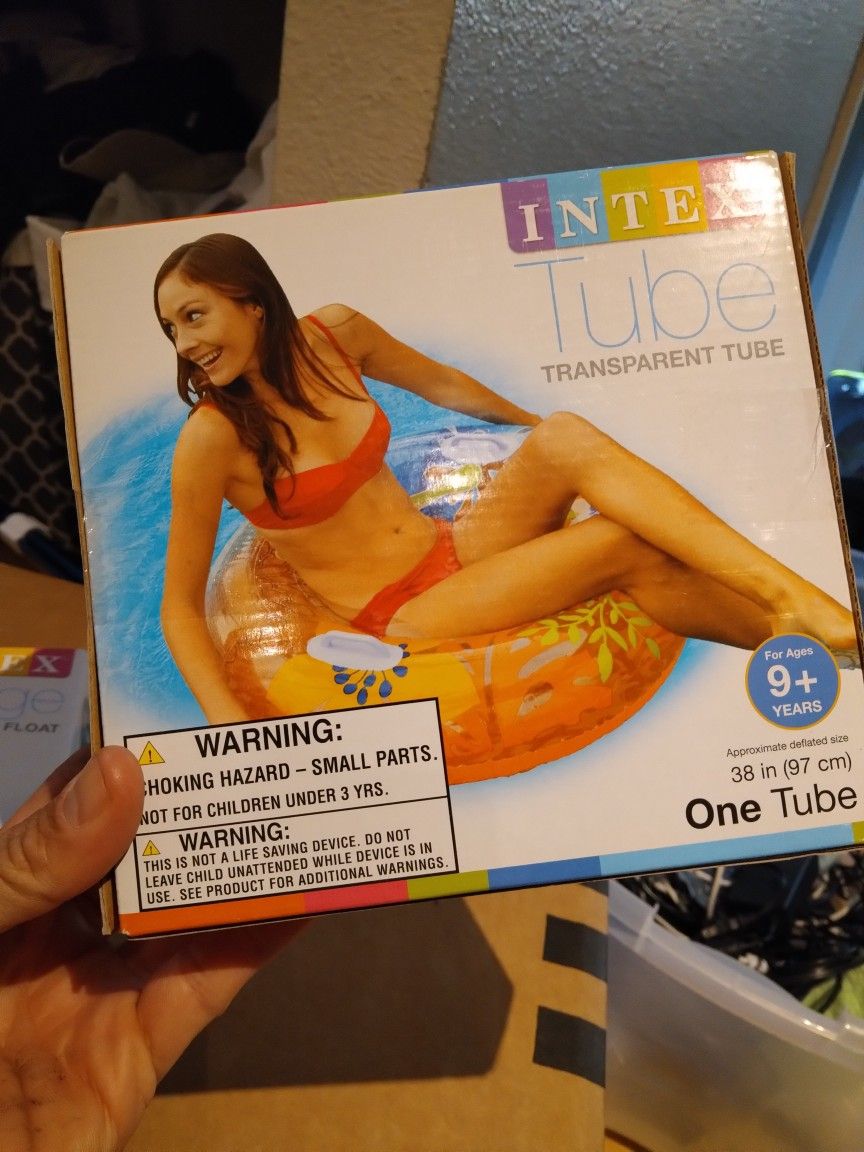 INTEX
Tube
TRANSPARENT TUBE
For Ages
9+
YEARS
Approximate deflated size
38 in (97 cm)
One Tube
WARNING:
CHOKING HAZARD – SMALL PARTS.
NOT FOR CHILDREN UNDER 3 YRS.
WARNING:
THIS IS NOT A LIFE SAVING DEVICE. DO NOT
LEAVE CHILD UNATTENDED WHILE DEVICE IS IN
USE. SEE PRODUCT FOR ADDITIONAL WARNINGS.
EX
ge
FLOAT